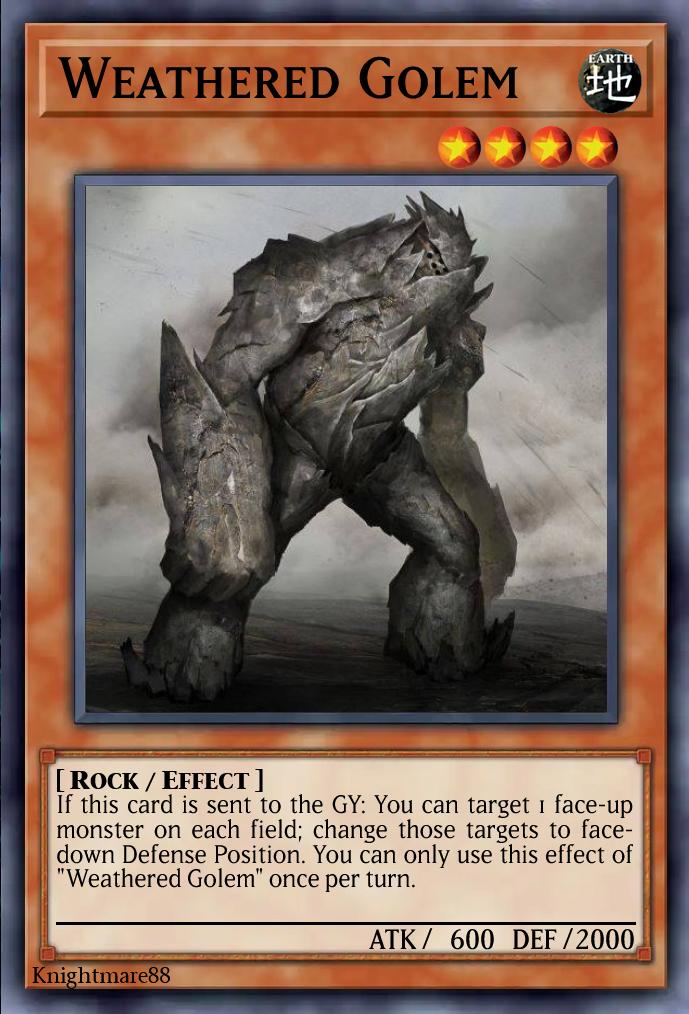 WEATHERED GOLEM
EARTH
地
[ ROCK / EFFECT ]
If this card is sent to the GY: You can target 1 face-up
monster on each field; change those targets to face-
down Defense Position. You can only use this effect of
"Weathered Golem" once per turn.
ATK / 600 DEF /2000
Knightmare88